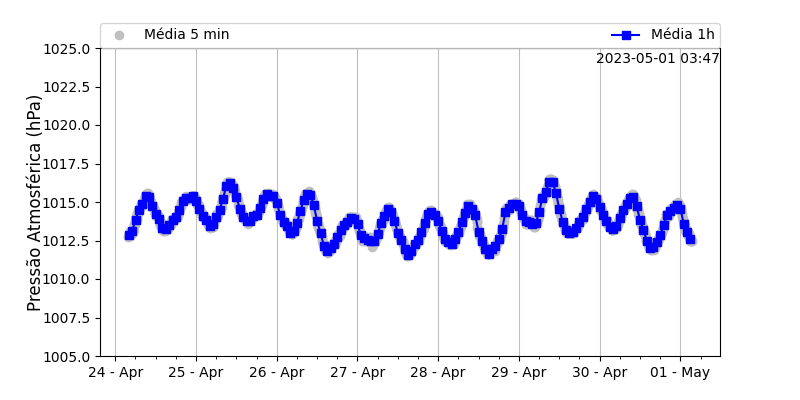 Média 5 min
Média 1h
2023-05-01 03:47
Pressão Atmosférica (hPa)
1025.0
1022.5
1020.0
1017.5
1015.0
1012.5
1010.0
1007.5
1005.0
24 - Apr
25 - Apr
26 - Apr
27 - Apr
28 - Apr
29 - Apr
30 - Apr
01 - May